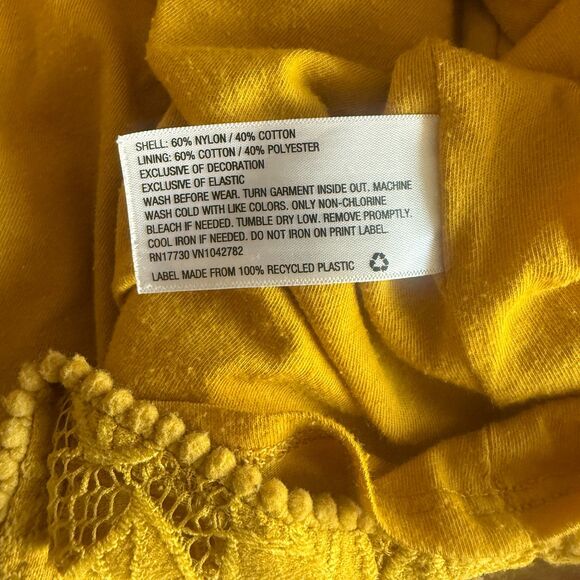 SHELL: 60% NYLON / 40% COTTON
LINING: 60% COTTON / 40% POLYESTER
EXCLUSIVE OF DECORATION
EXCLUSIVE OF ELASTIC
WASH BEFORE WEAR. TURN GARMENT INSIDE OUT. MACHINE
WASH COLD WITH LIKE COLORS. ONLY NON-CHLORINE
BLEACH IF NEEDED. TUMBLE DRY LOW. REMOVE PROMPTLY.
COOL IRON IF NEEDED. DO NOT IRON ON PRINT LABEL.
RN17730 VN1042782
LABEL MADE FROM 100% RECYCLED PLASTIC